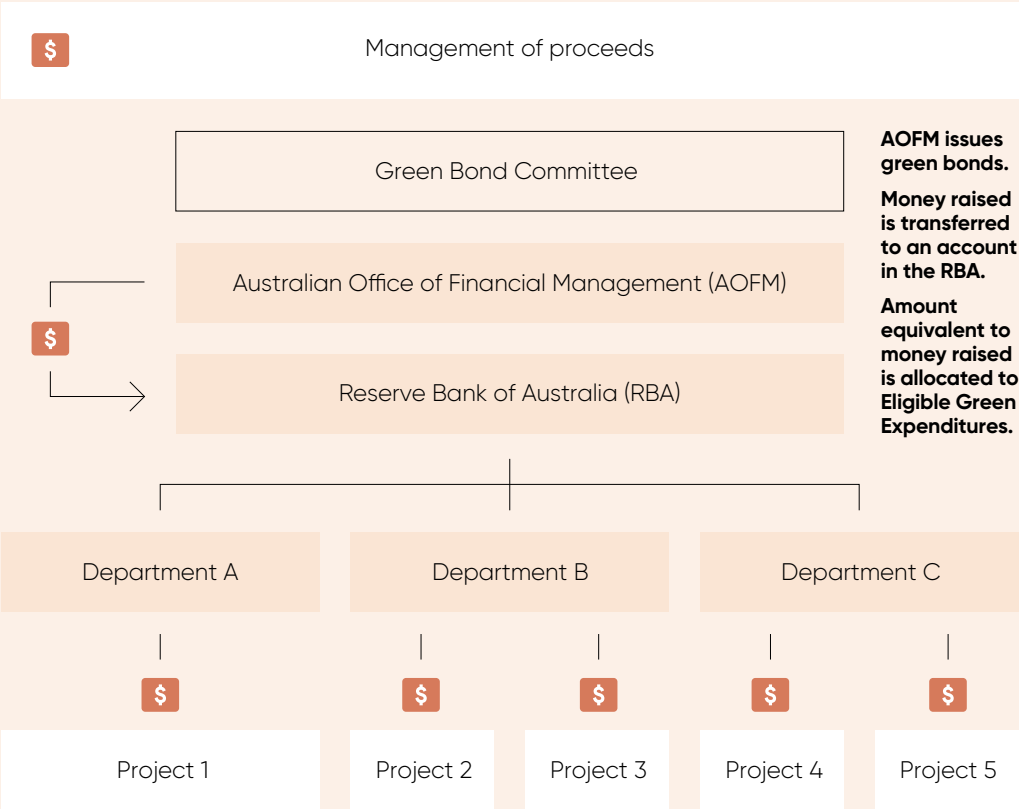 $
Management of proceeds
Green Bond Committee
AOFM issues
green bonds.
Money raised
is transferred
to an account
in the RBA.
Amount
equivalent to
money raised
is allocated to
Eligible Green
Expenditures.
Australian Office of Financial Management (AOFM)
$
Reserve Bank of Australia (RBA)
Department A
Department B
Department C
$
$
$
$
$
Project 1
Project 2
Project 3
Project 4
Project 5